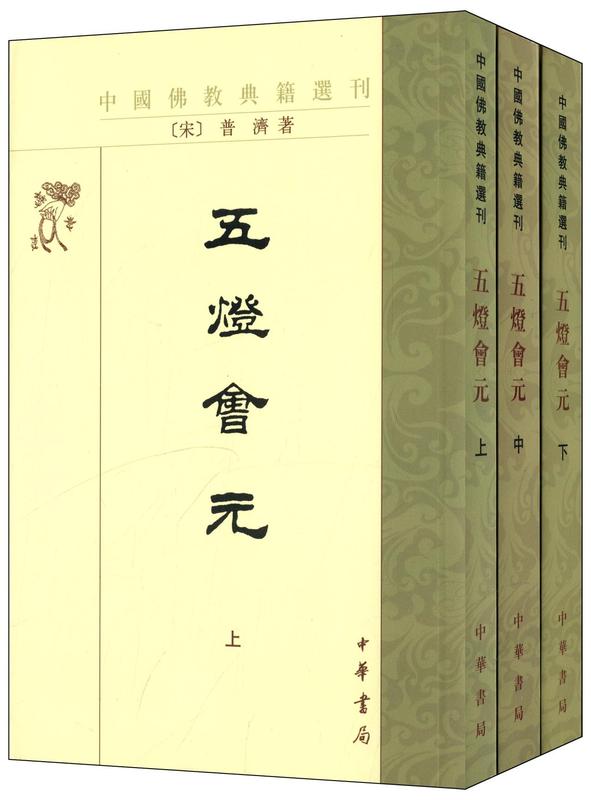 中國佛教典籍選刊
〔宋〕普濟著
五燈會元
上
中華書局
中國佛教典籍選刊
五燈會元
上
中華書局
中國佛教典籍選刊
五燈會元
中
中華書局
中國佛教典籍選刊
五燈會元
下
中華書局